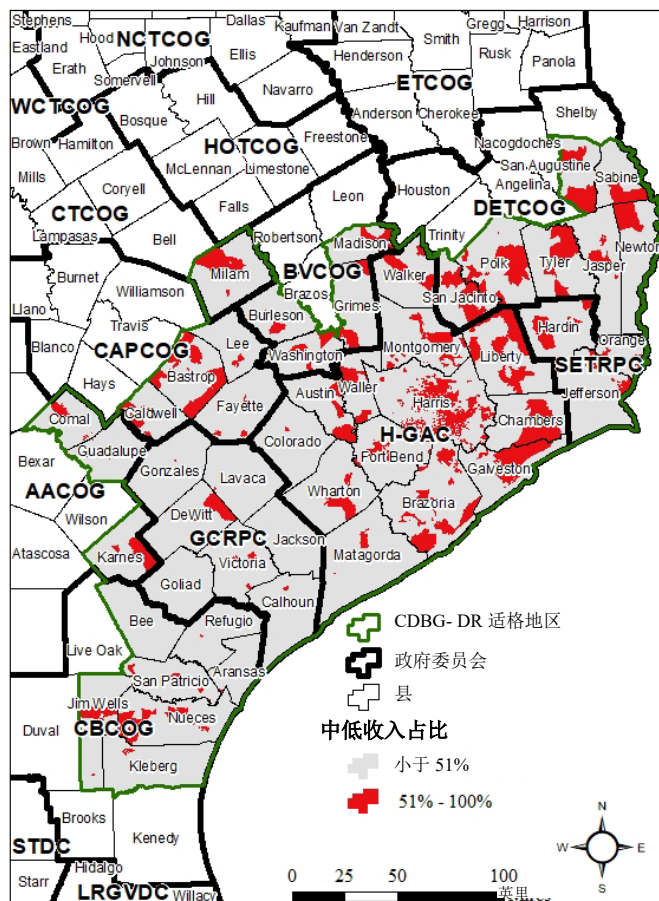 Stephens
Hood
NCTCOG
Dallas
Kaufman
Van Zandt
Smith
Gregg
Harrison
Eastland
Erath
Johnson
Somervell
Ellis
Henderson
Rusk
Panola
WCTCOG
Bosque
Hill
Navarro
ETCOG
Anderson
Cherokee
Shelby
Brown
Hamilton
HOTCOG
Freestone
Nacogdoches
San Augustine
Sabine
Mills
Coryell
McLennan
Limestone
Leon
Houston
Angelina
CTCOG
Falls
DETCOG
Lampasas
Bell
Robertson
Madison
Trinity
Newton
Burnet
Milam
BVCOG
Walker
Polk
Tyler
Jasper
Llano
Williamson
Brazos
Grimes
San Jacinto
Burleson
Travis
Blanco
CAPCOG
Lee
Washington
Montgomery
Liberty
Hardin
Orange
SETRPC
Hays
Bastrop
Austin
Waller
Harris
Jefferson
Comal
Caldwell
Fayette
Chambers
Guadalupe
Colorado
H-GAC
Bexar
Gonzales
Fort Bend
Galveston
AACOG
Lavaca
Wharton
Brazoria
Wilson
DeWitt
Atascosa
GCRPC
Jackson
Karnes
Victoria
Matagorda
Goliad
Calhoun
Bee
Refugio
Live Oak
Aransas
San Patricio
Jim Wells
Nueces
Duval
CBCOG
Kleberg
Brooks
Kenedy
STDC
Hidalgo
Starr
LRGVDC
Willacy
CDBG- DR 适格地区
政府委员会
县
中低收入占比
小于 51%
51% - 100%
N
W
E
S
0 25 50 100
英里